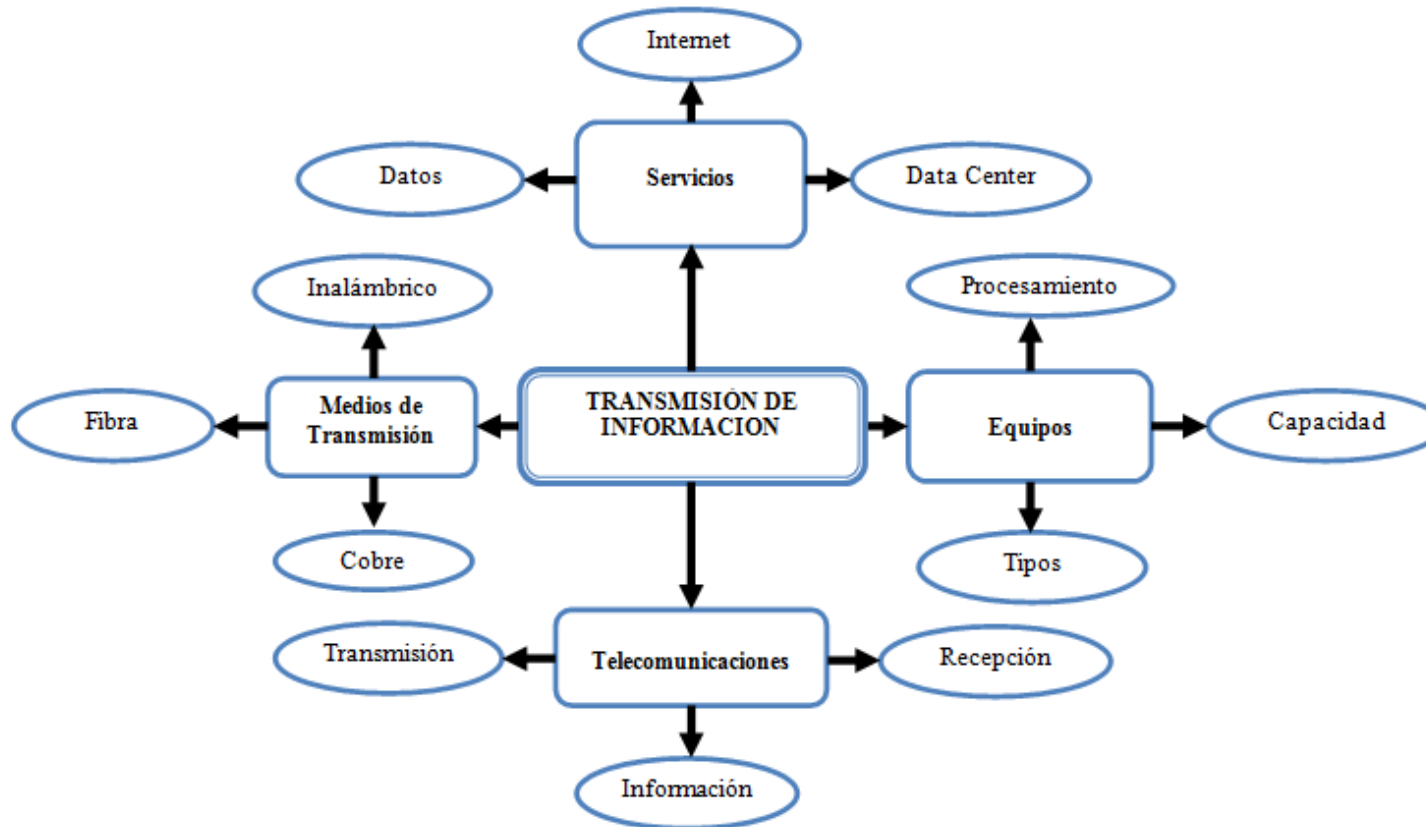 Internet
Datos
Servicios
Data Center
Inalámbrico
Procesamiento
Fibra
Medios de
Transmisión
TRANSMISIÓN DE
INFORMACION
Equipos
Capacidad
Cobre
Tipos
Transmisión
Telecomunicaciones
Recepción
Información